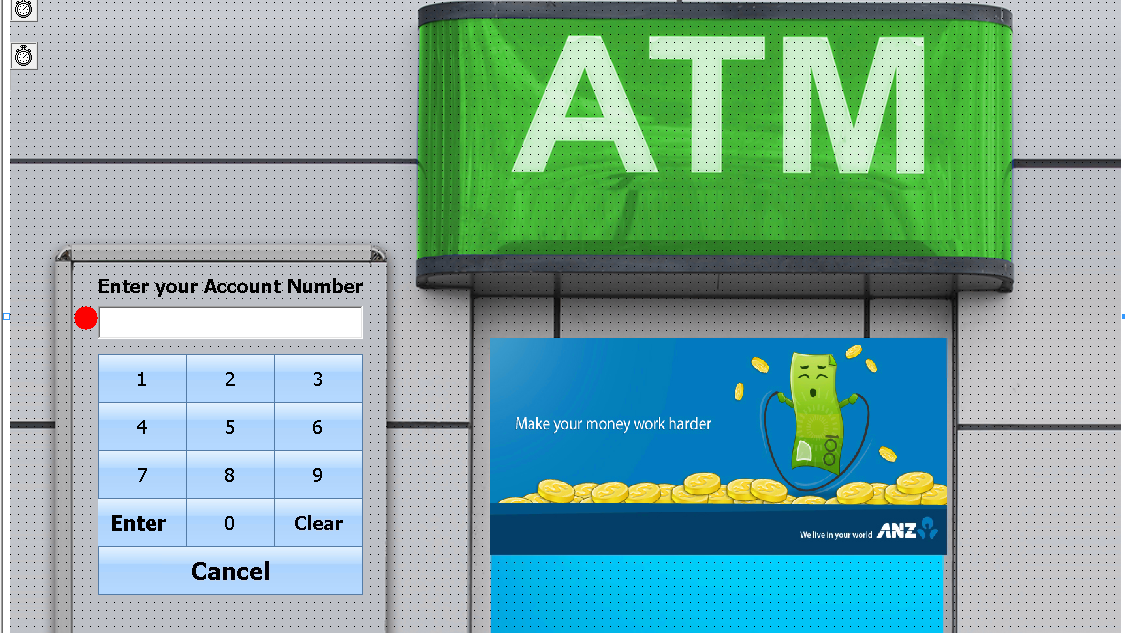 ATM
Enter your Account Number
1 2 3
4 5 6
7 8 9
Enter 0 Clear
Cancel
Make your money work harder
100
We live in your world ANZ